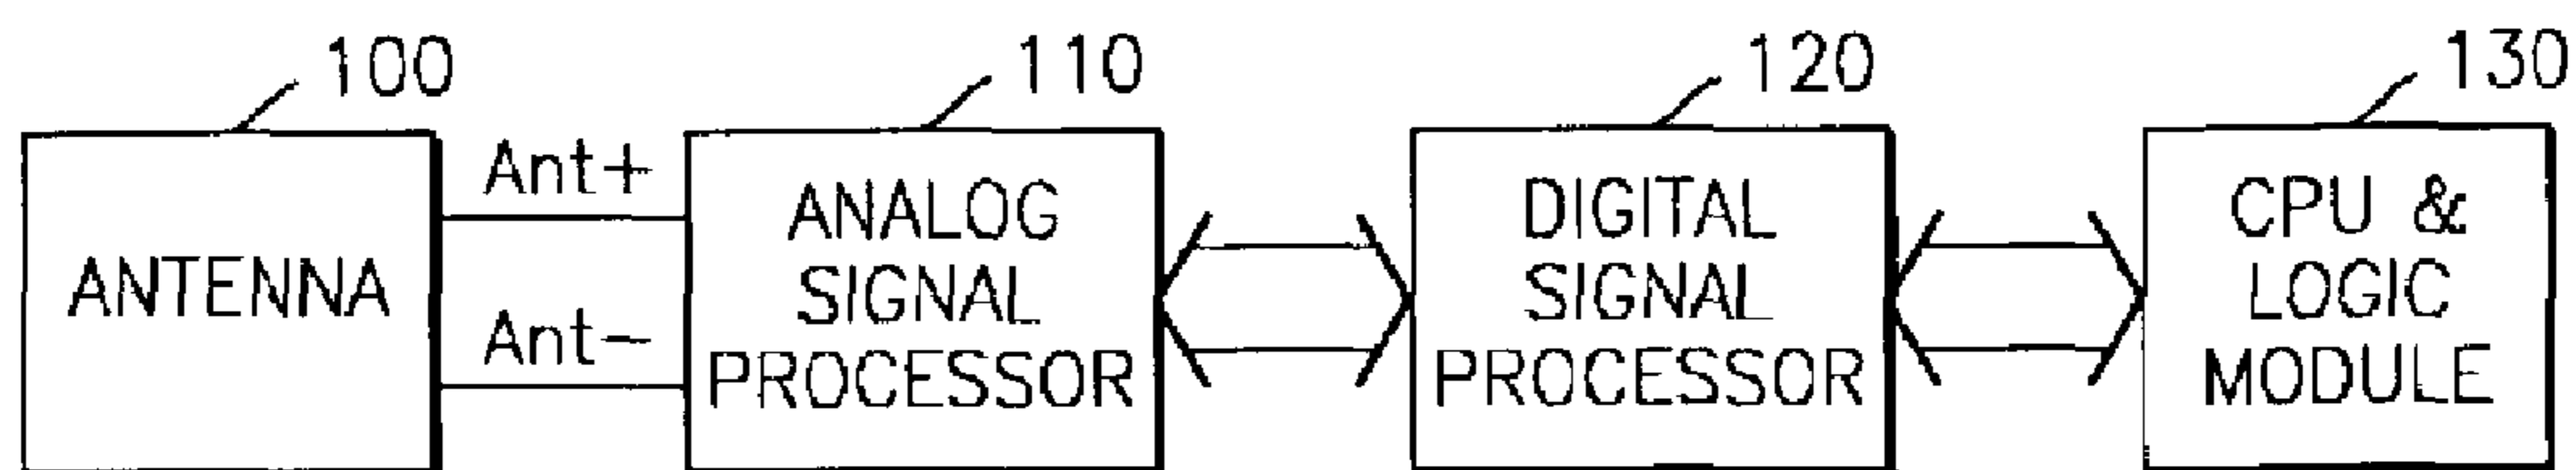 100
110
120
130
ANTENNA
Ant+
Ant-
ANALOG
SIGNAL
PROCESSOR
DIGITAL
SIGNAL
PROCESSOR
CPU &
LOGIC
MODULE